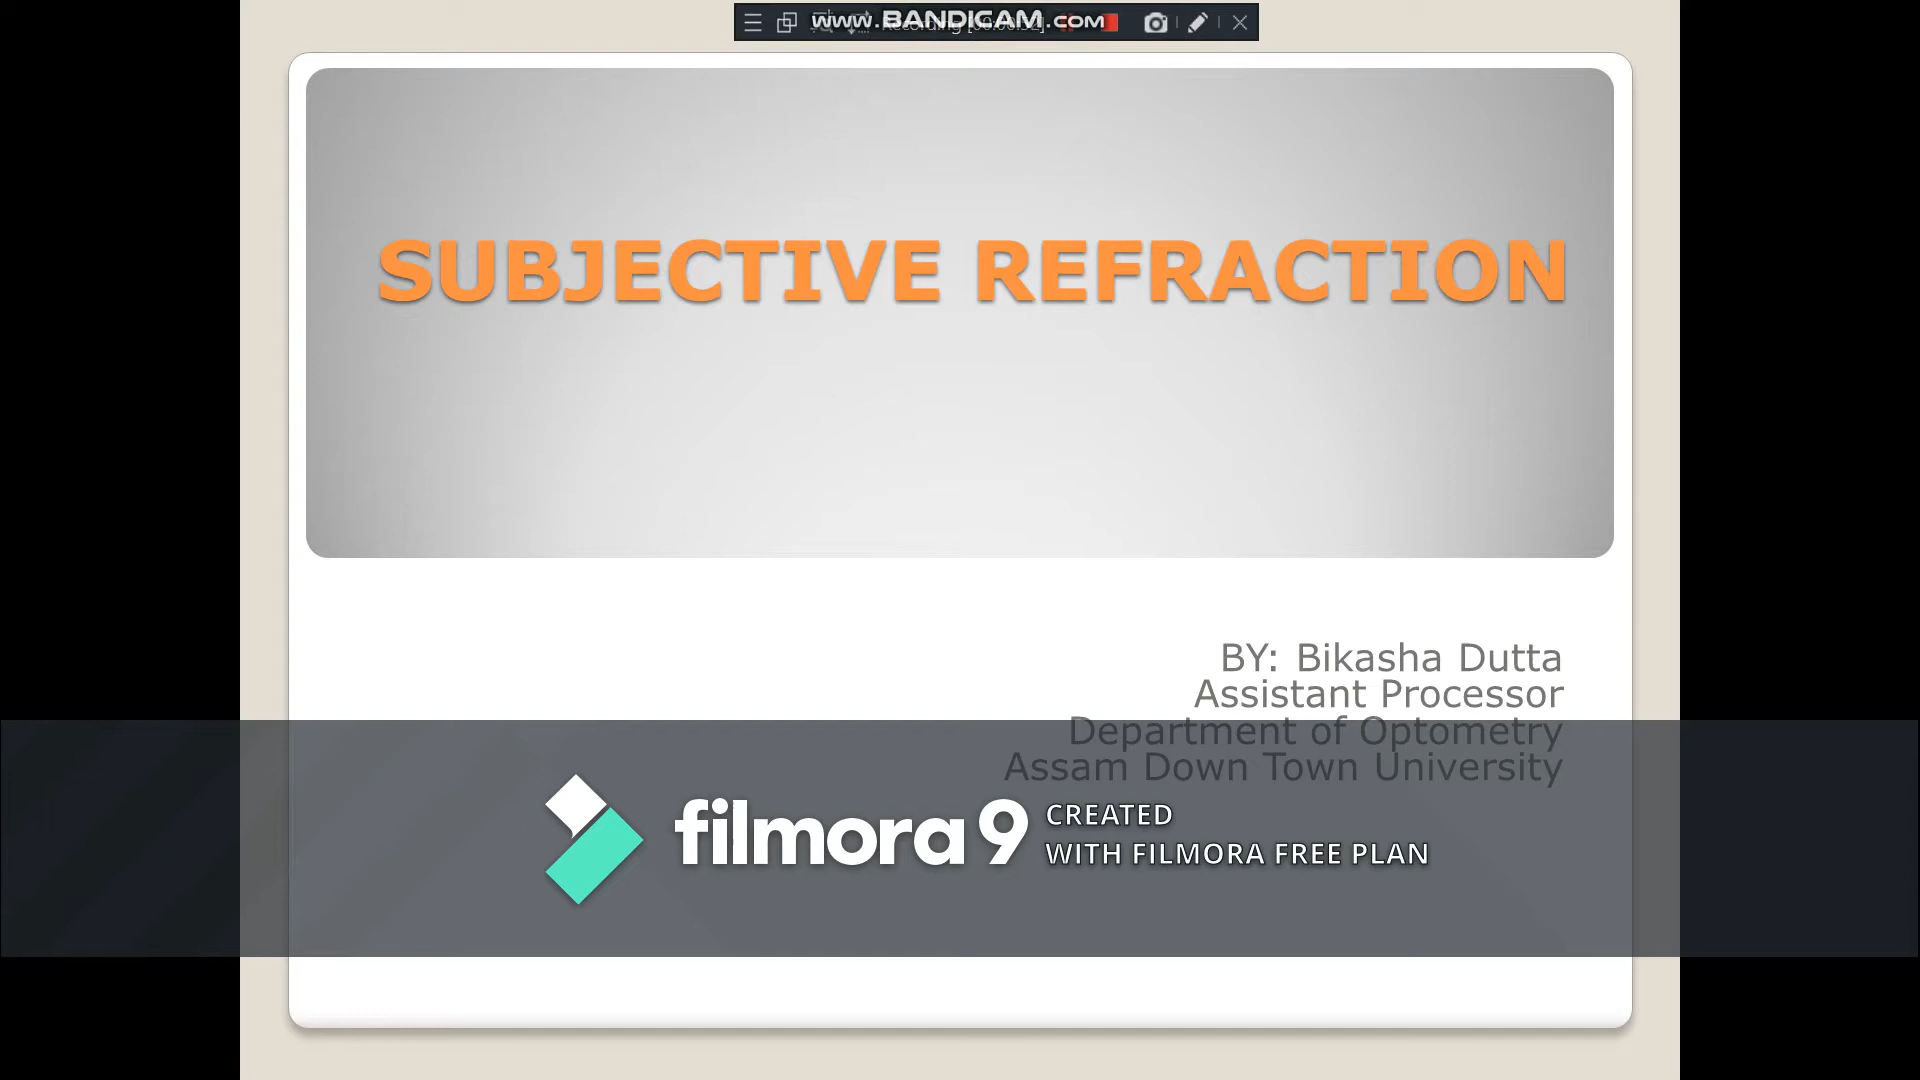 www.BANDICAM.COM
SUBJECTIVE REFRACTION
BY: Bikasha Dutta
Assistant Processor
Department of Optometry
Assam Down Town University
filmora 9 CREATED
WITH FILMORA FREE PLAN